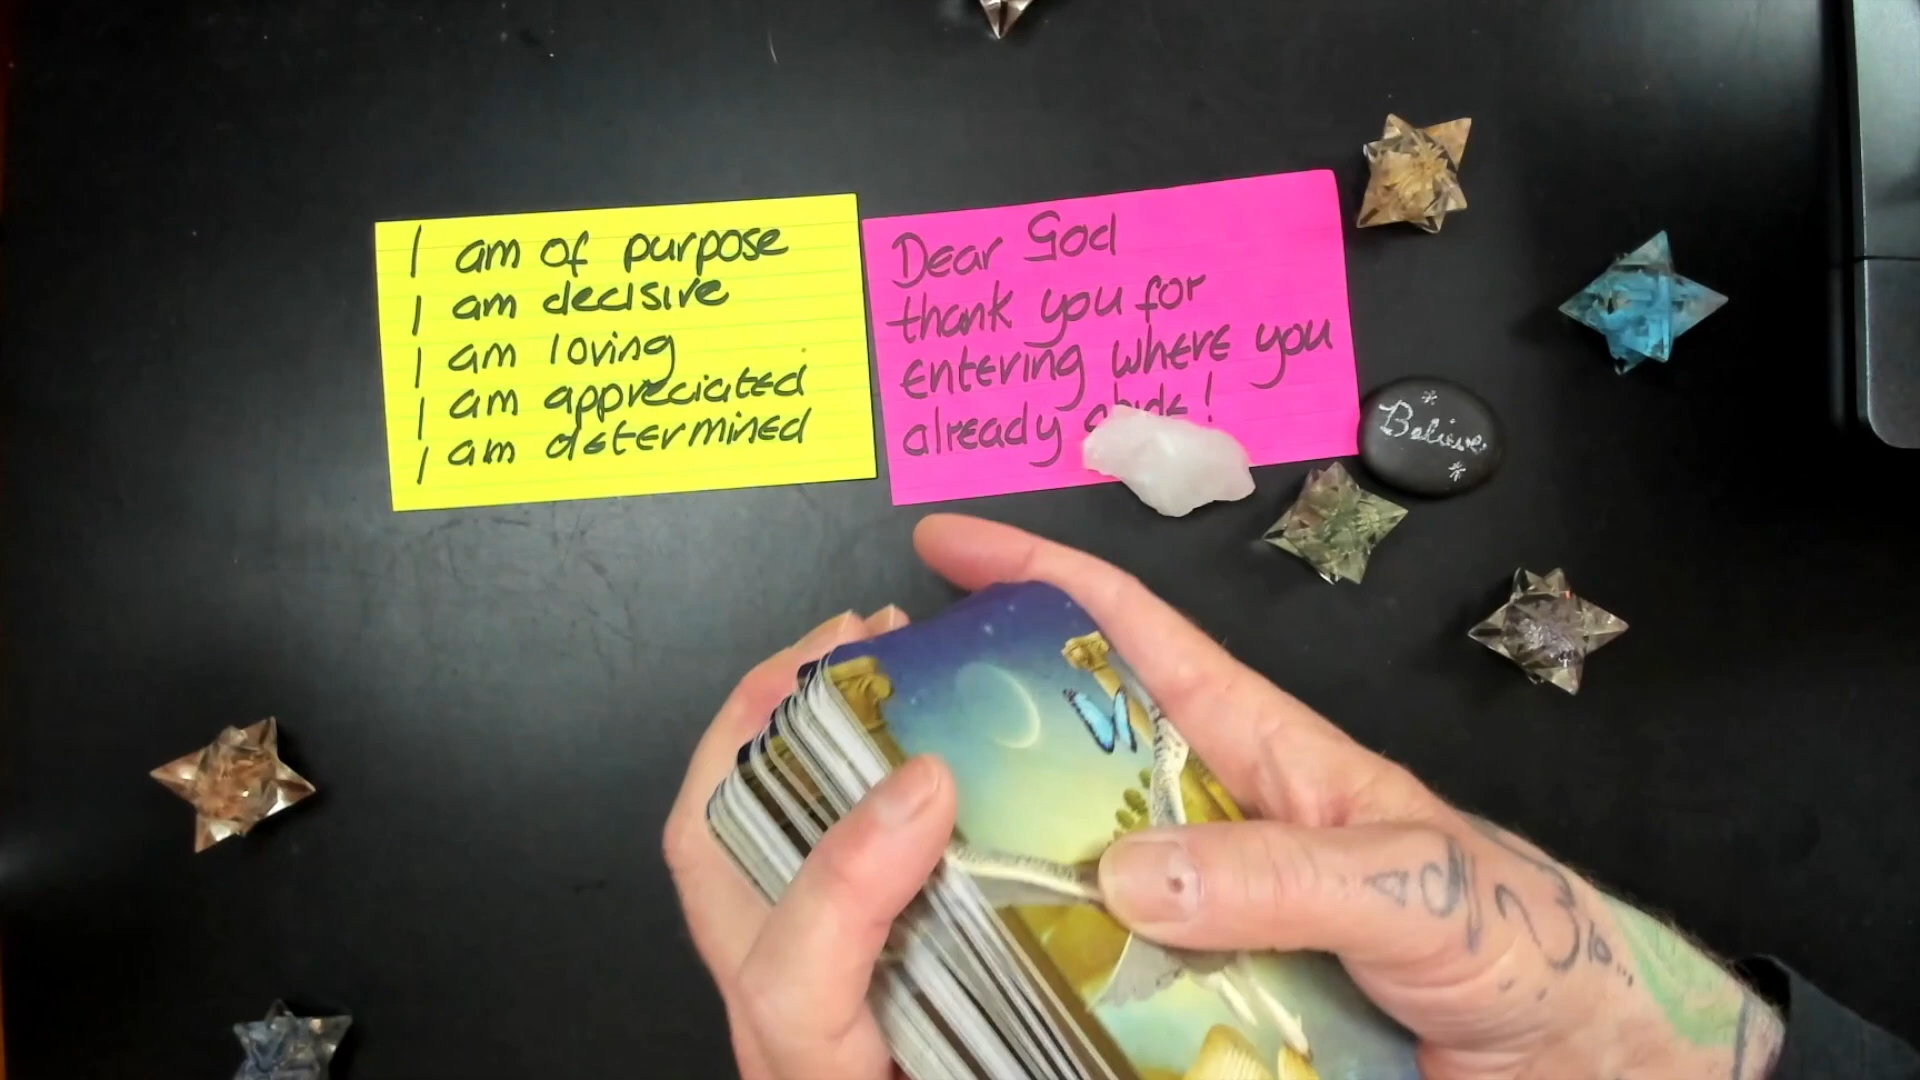 I am of purpose
I am decisive
I am loving
I am appreciated
I am determined
Dear God
thank you for
entering where you
already abide!
*
Believe
*